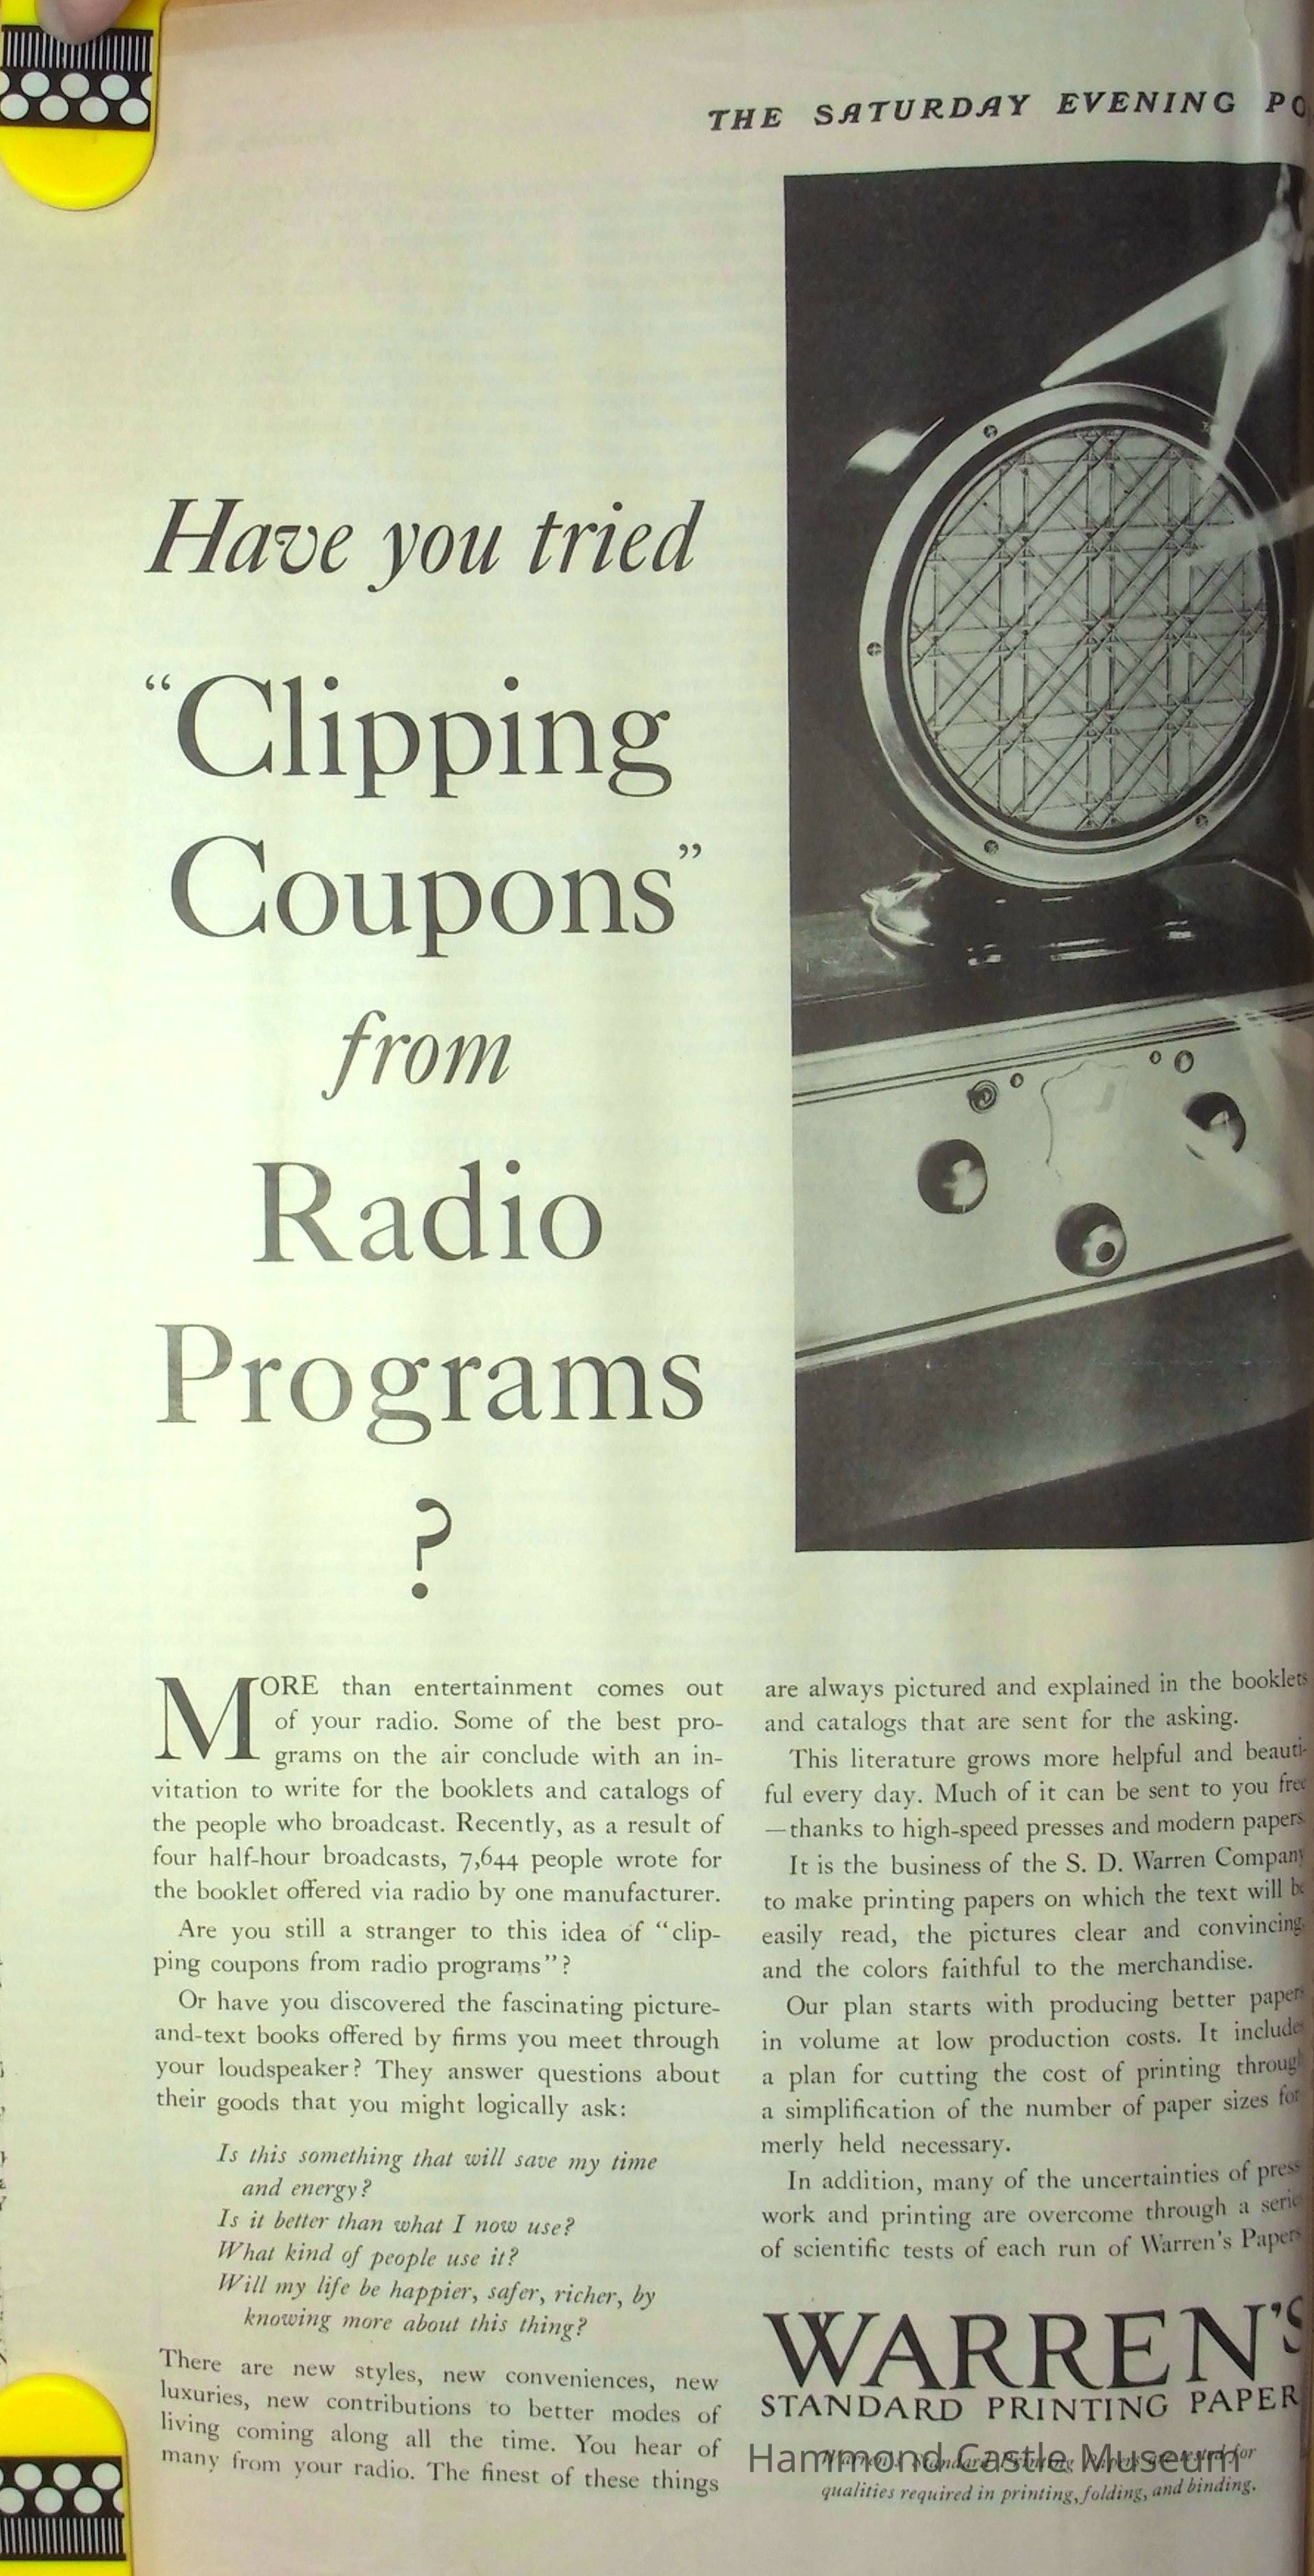 THE SATURDAY EVENING
Have you tried
“Clipping
Coupons”
from
Radio
Programs
?
MORE than entertainment comes out
of your radio. Some of the best pro-
grams on the air conclude with an in-
vitation to write for the booklets and catalogs of
the people who broadcast. Recently, as a result of
four half-hour broadcasts, 7,644 people wrote for
the booklet offered via radio by one manufacturer.
Are you still a stranger to this idea of “clip-
ping coupons from radio programs”?
Or have you discovered the fascinating picture-
and-text books offered by firms you meet through
your loudspeaker? They answer questions about
their goods that you might logically ask:
Is this something that will save my time
and energy?
Is it better than what I now use?
What kind of people use it?
Will my life be happier, safer, richer, by
knowing more about this thing?
There are new styles, new conveniences, new
luxuries, new contributions to better modes of
living coming along all the time. You hear of
many from your radio. The finest of these things
are always pictured and explained in the booklets
and catalogs that are sent for the asking.
This literature grows more helpful and beauti-
ful every day. Much of it can be sent to you free
—thanks to high-speed presses and modern papers.
It is the business of the S. D. Warren Company
to make printing papers on which the text will be
easily read, the pictures clear and convincing,
and the colors faithful to the merchandise.
Our plan starts with producing better papers
in volume at low production costs. It includes
a plan for cutting the cost of printing through
a simplification of the number of paper sizes for-
merly held necessary.
In addition, many of the uncertainties of press-
work and printing are overcome through a series
of scientific tests of each run of Warren's Papers
WARREN'S
STANDARD PRINTING PAPER
Hammond Castle Museum
qualities required in printing, folding, and binding.